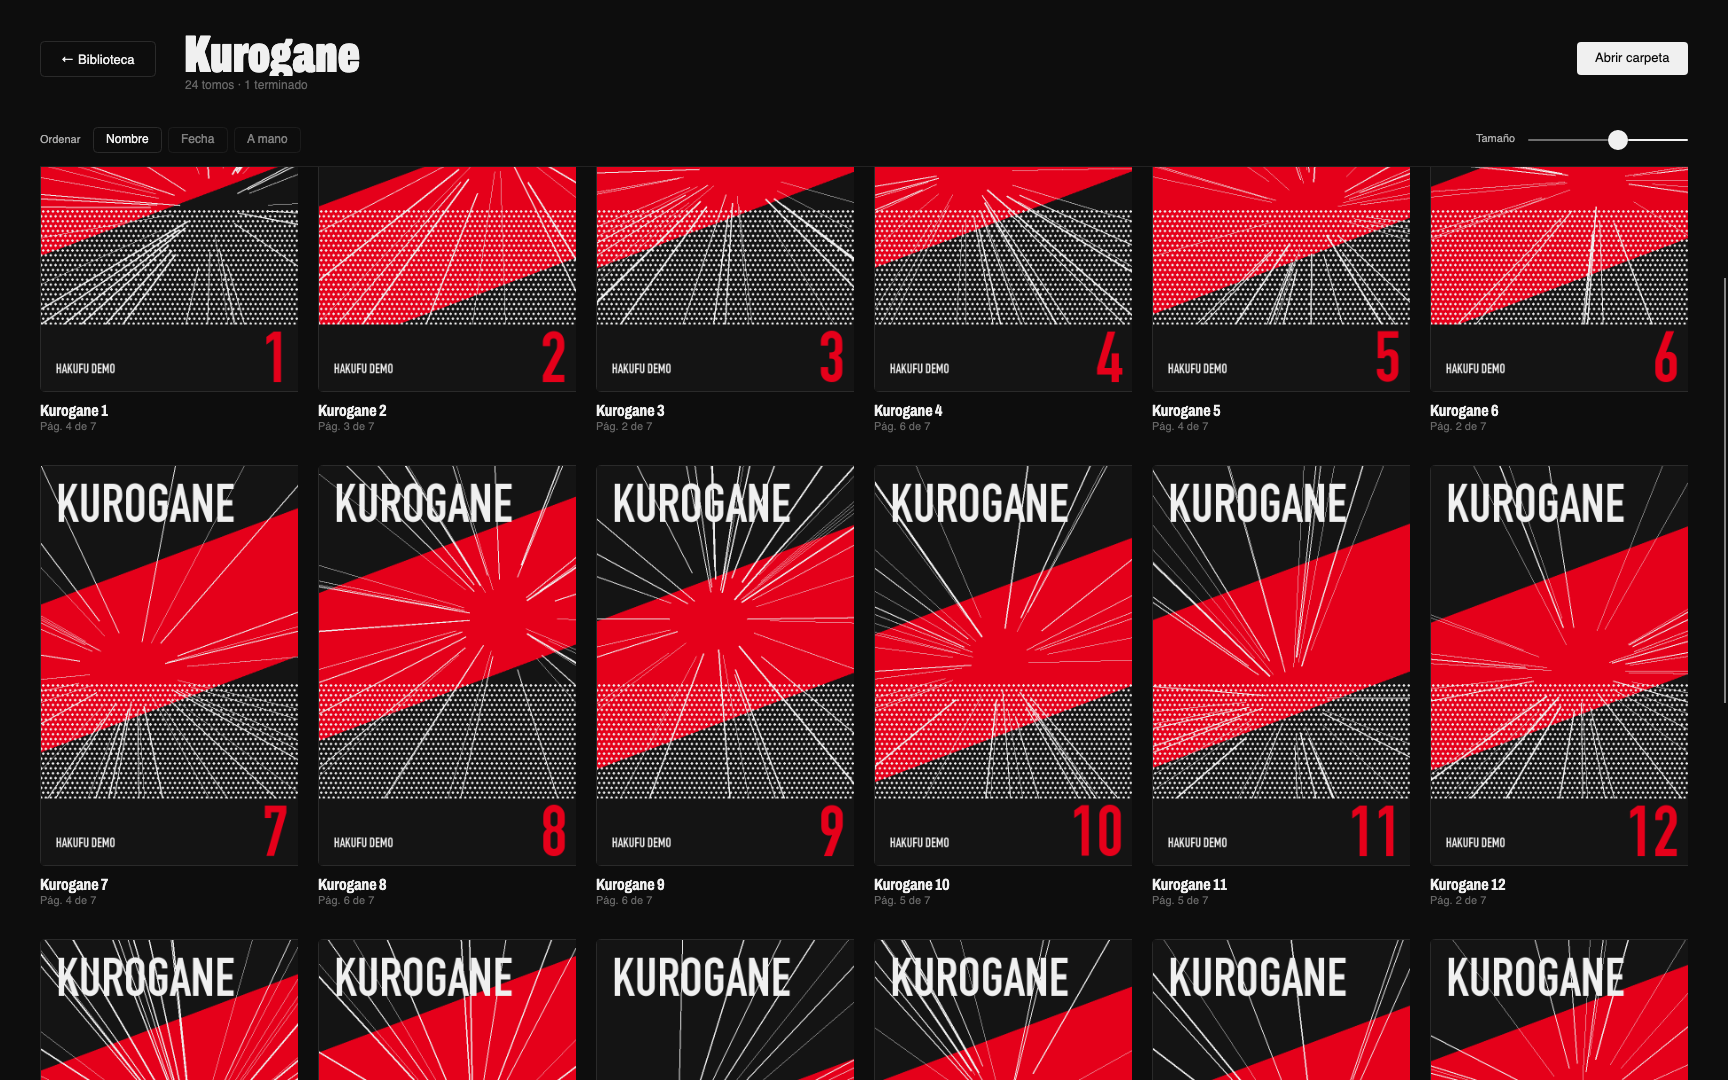 ← Biblioteca
Kurogane
24 tomos · 1 terminado
Abrir carpeta
Ordenar
Nombre
Fecha
A mano
Tamaño
HAKUFU DEMO
1
HAKUFU DEMO
2
HAKUFU DEMO
3
HAKUFU DEMO
4
HAKUFU DEMO
5
HAKUFU DEMO
6
Kurogane 1
Pág. 4 de 7
Kurogane 2
Pág. 3 de 7
Kurogane 3
Pág. 2 de 7
Kurogane 4
Pág. 6 de 7
Kurogane 5
Pág. 4 de 7
Kurogane 6
Pág. 2 de 7
KUROGANE
HAKUFU DEMO
7
KUROGANE
HAKUFU DEMO
8
KUROGANE
HAKUFU DEMO
9
KUROGANE
HAKUFU DEMO
10
KUROGANE
HAKUFU DEMO
11
KUROGANE
HAKUFU DEMO
12
Kurogane 7
Pág. 4 de 7
Kurogane 8
Pág. 6 de 7
Kurogane 9
Pág. 6 de 7
Kurogane 10
Pág. 5 de 7
Kurogane 11
Pág. 5 de 7
Kurogane 12
Pág. 2 de 7
KUROGANE
KUROGANE
KUROGANE
KUROGANE
KUROGANE
KUROGANE